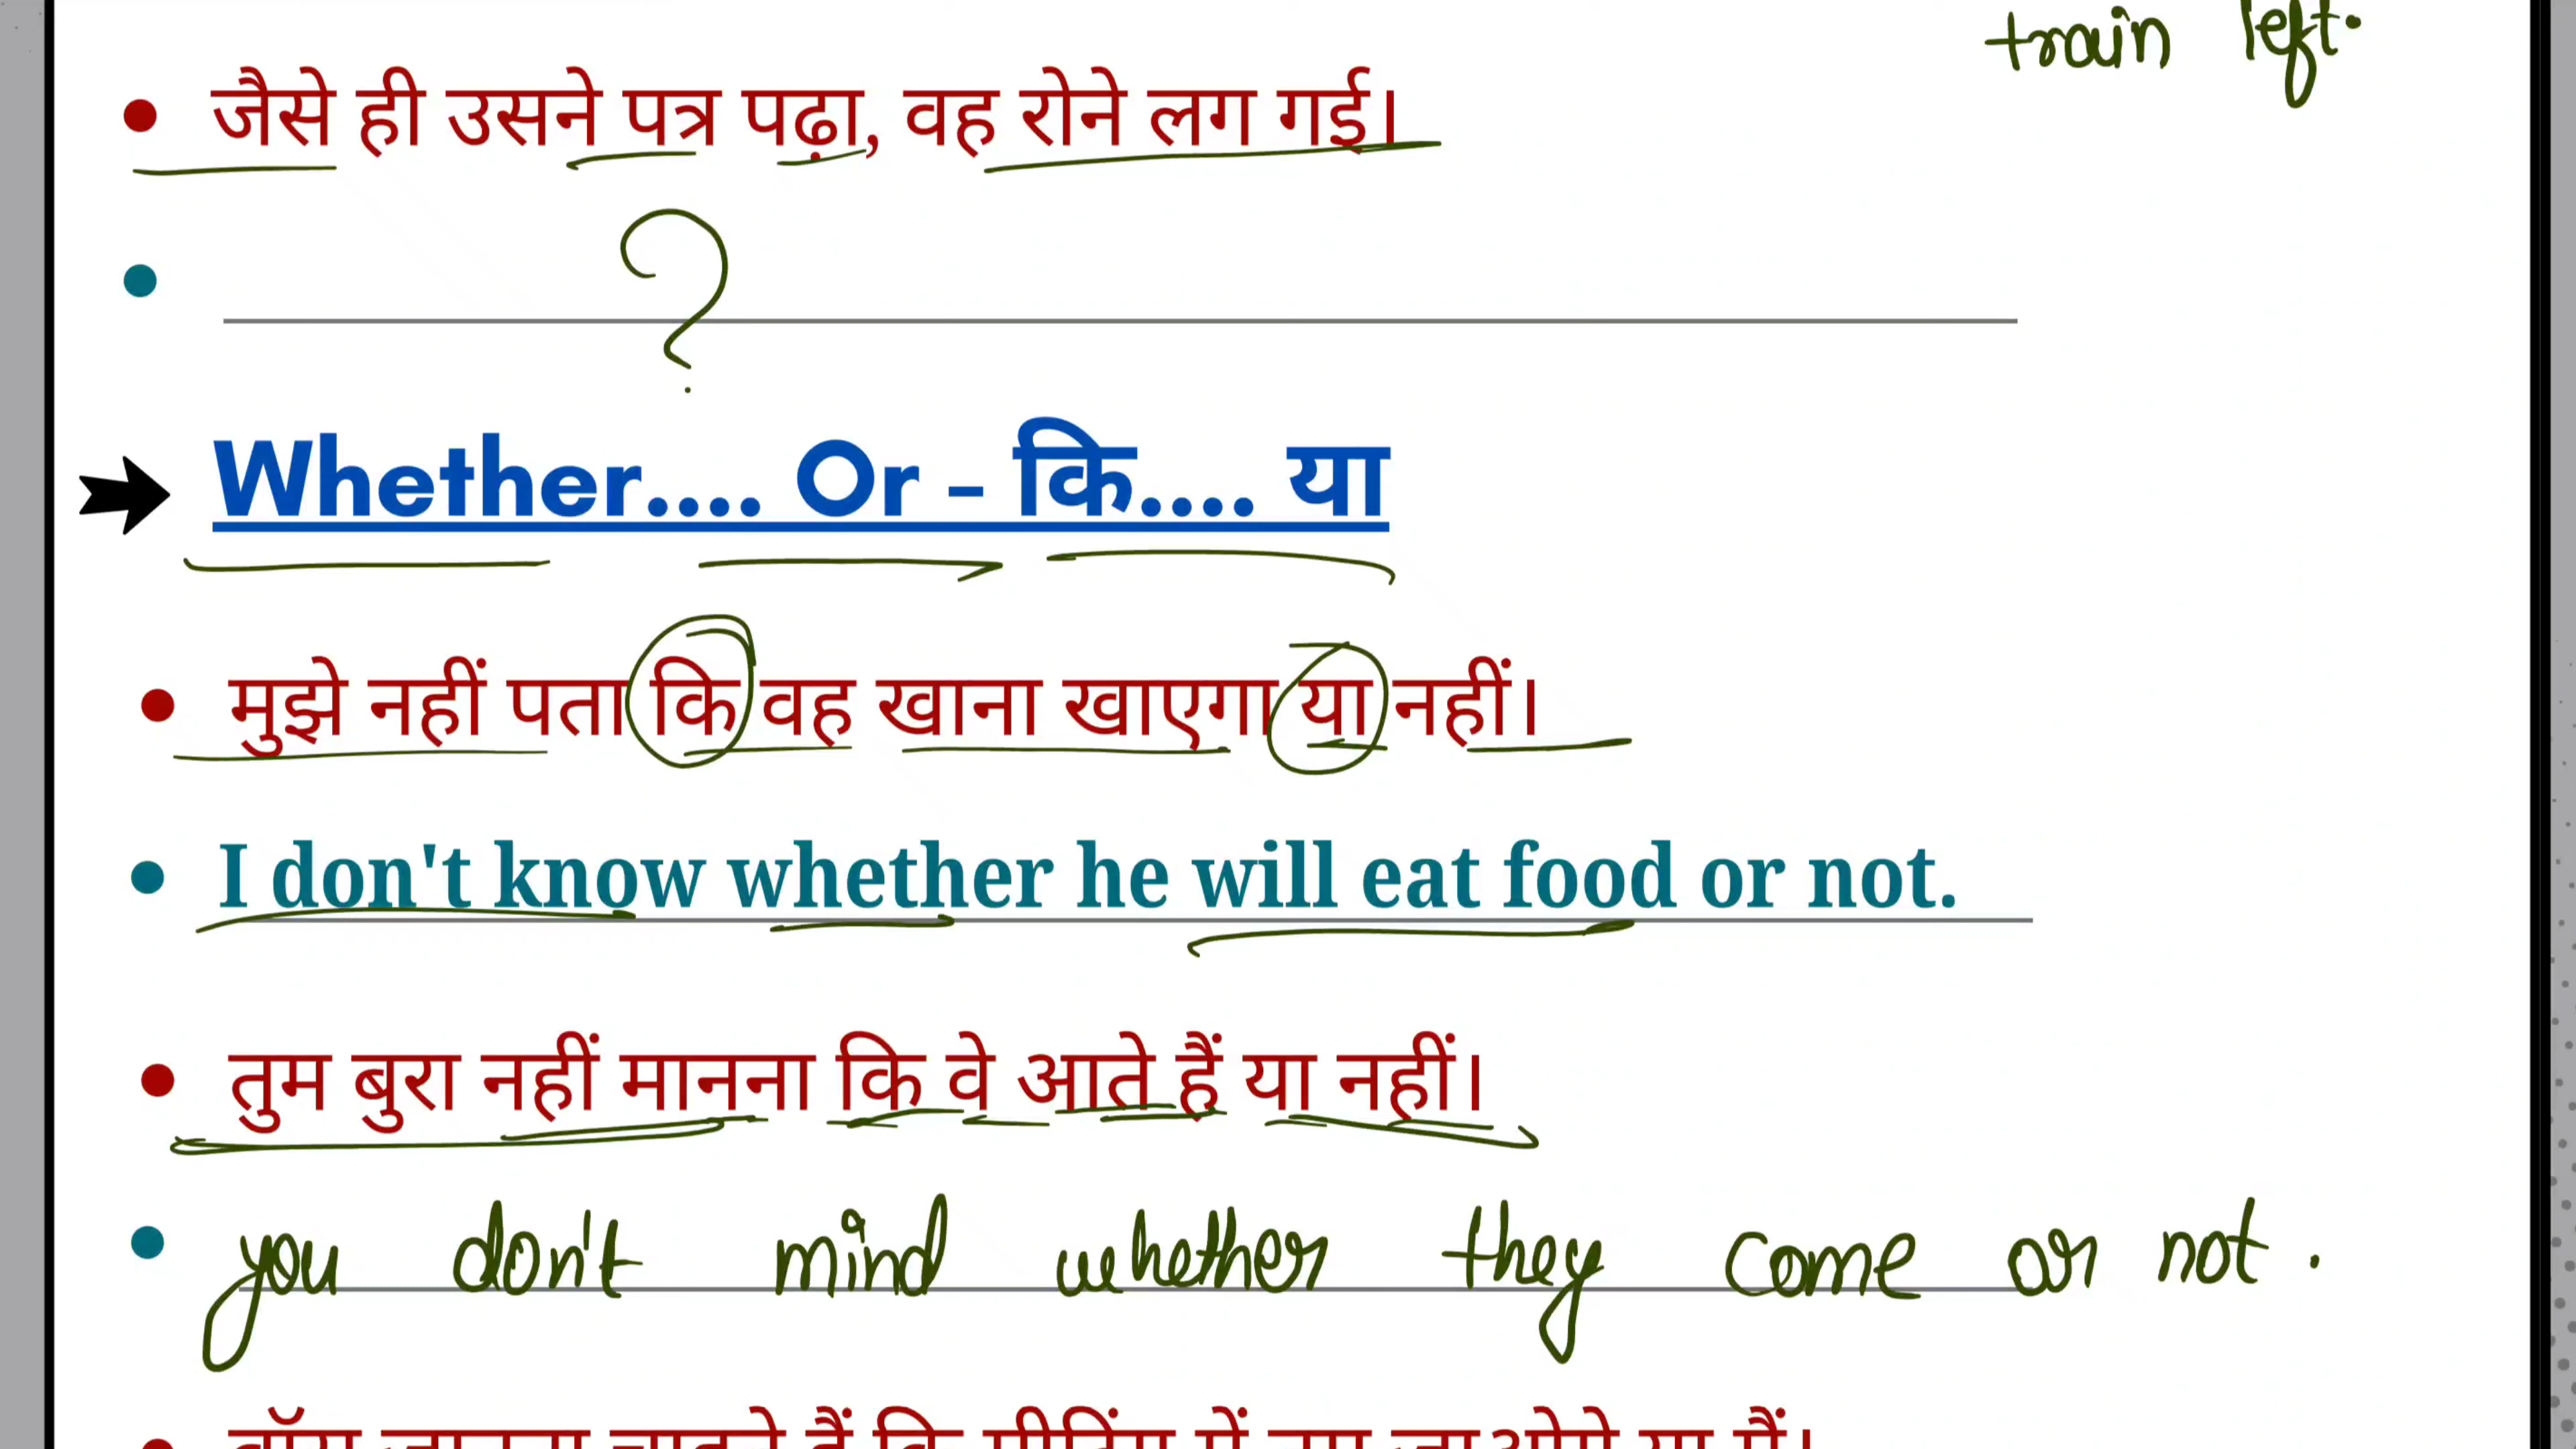 train left.
जैसे ही उसने पत्र पढ़ा, वह रोने लग गई।
?
Whether.... Or - कि.... या
मुझे नहीं पता कि वह खाना खाएगा या नहीं।
I don't know whether he will eat food or not.
तुम बुरा नहीं मानना कि वे आते हैं या नहीं।
you don't mind whether they come or not.